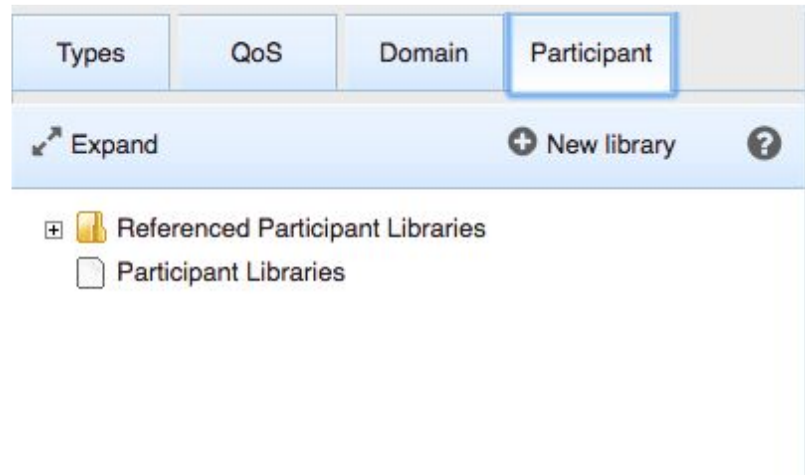 Types QoS Domain Participant
Expand New library ?
Referenced Participant Libraries
Participant Libraries